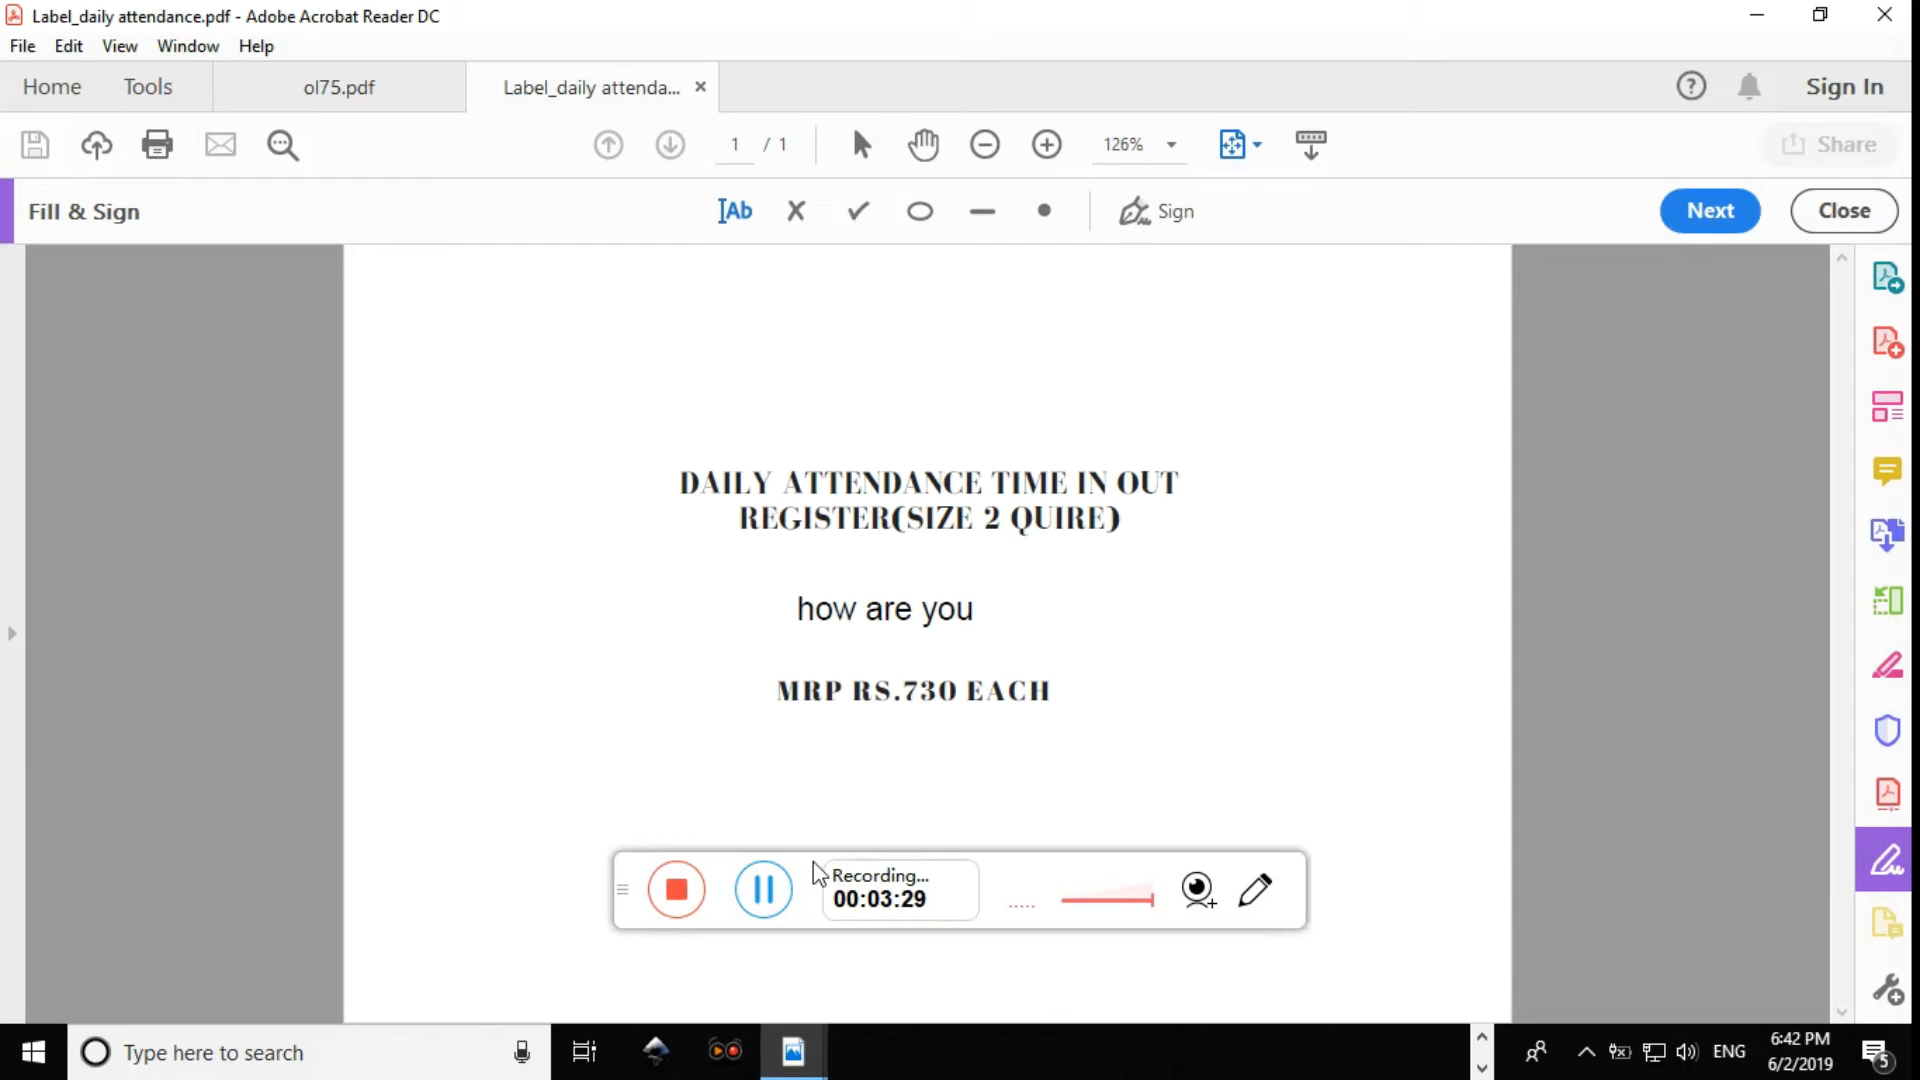 Label_daily attendance.pdf - Adobe Acrobat Reader DC
File Edit View Window Help
Home Tools ol75.pdf Label_daily attenda... Sign In
1 / 1 126% Share
Fill & Sign Ab Sign Next Close
DAILY ATTENDANCE TIME IN OUT
REGISTER(SIZE 2 QUIRE)
how are you
MRP RS.730 EACH
Recording...
00:03:29
Type here to search
ENG
6:42 PM
6/2/2019
5